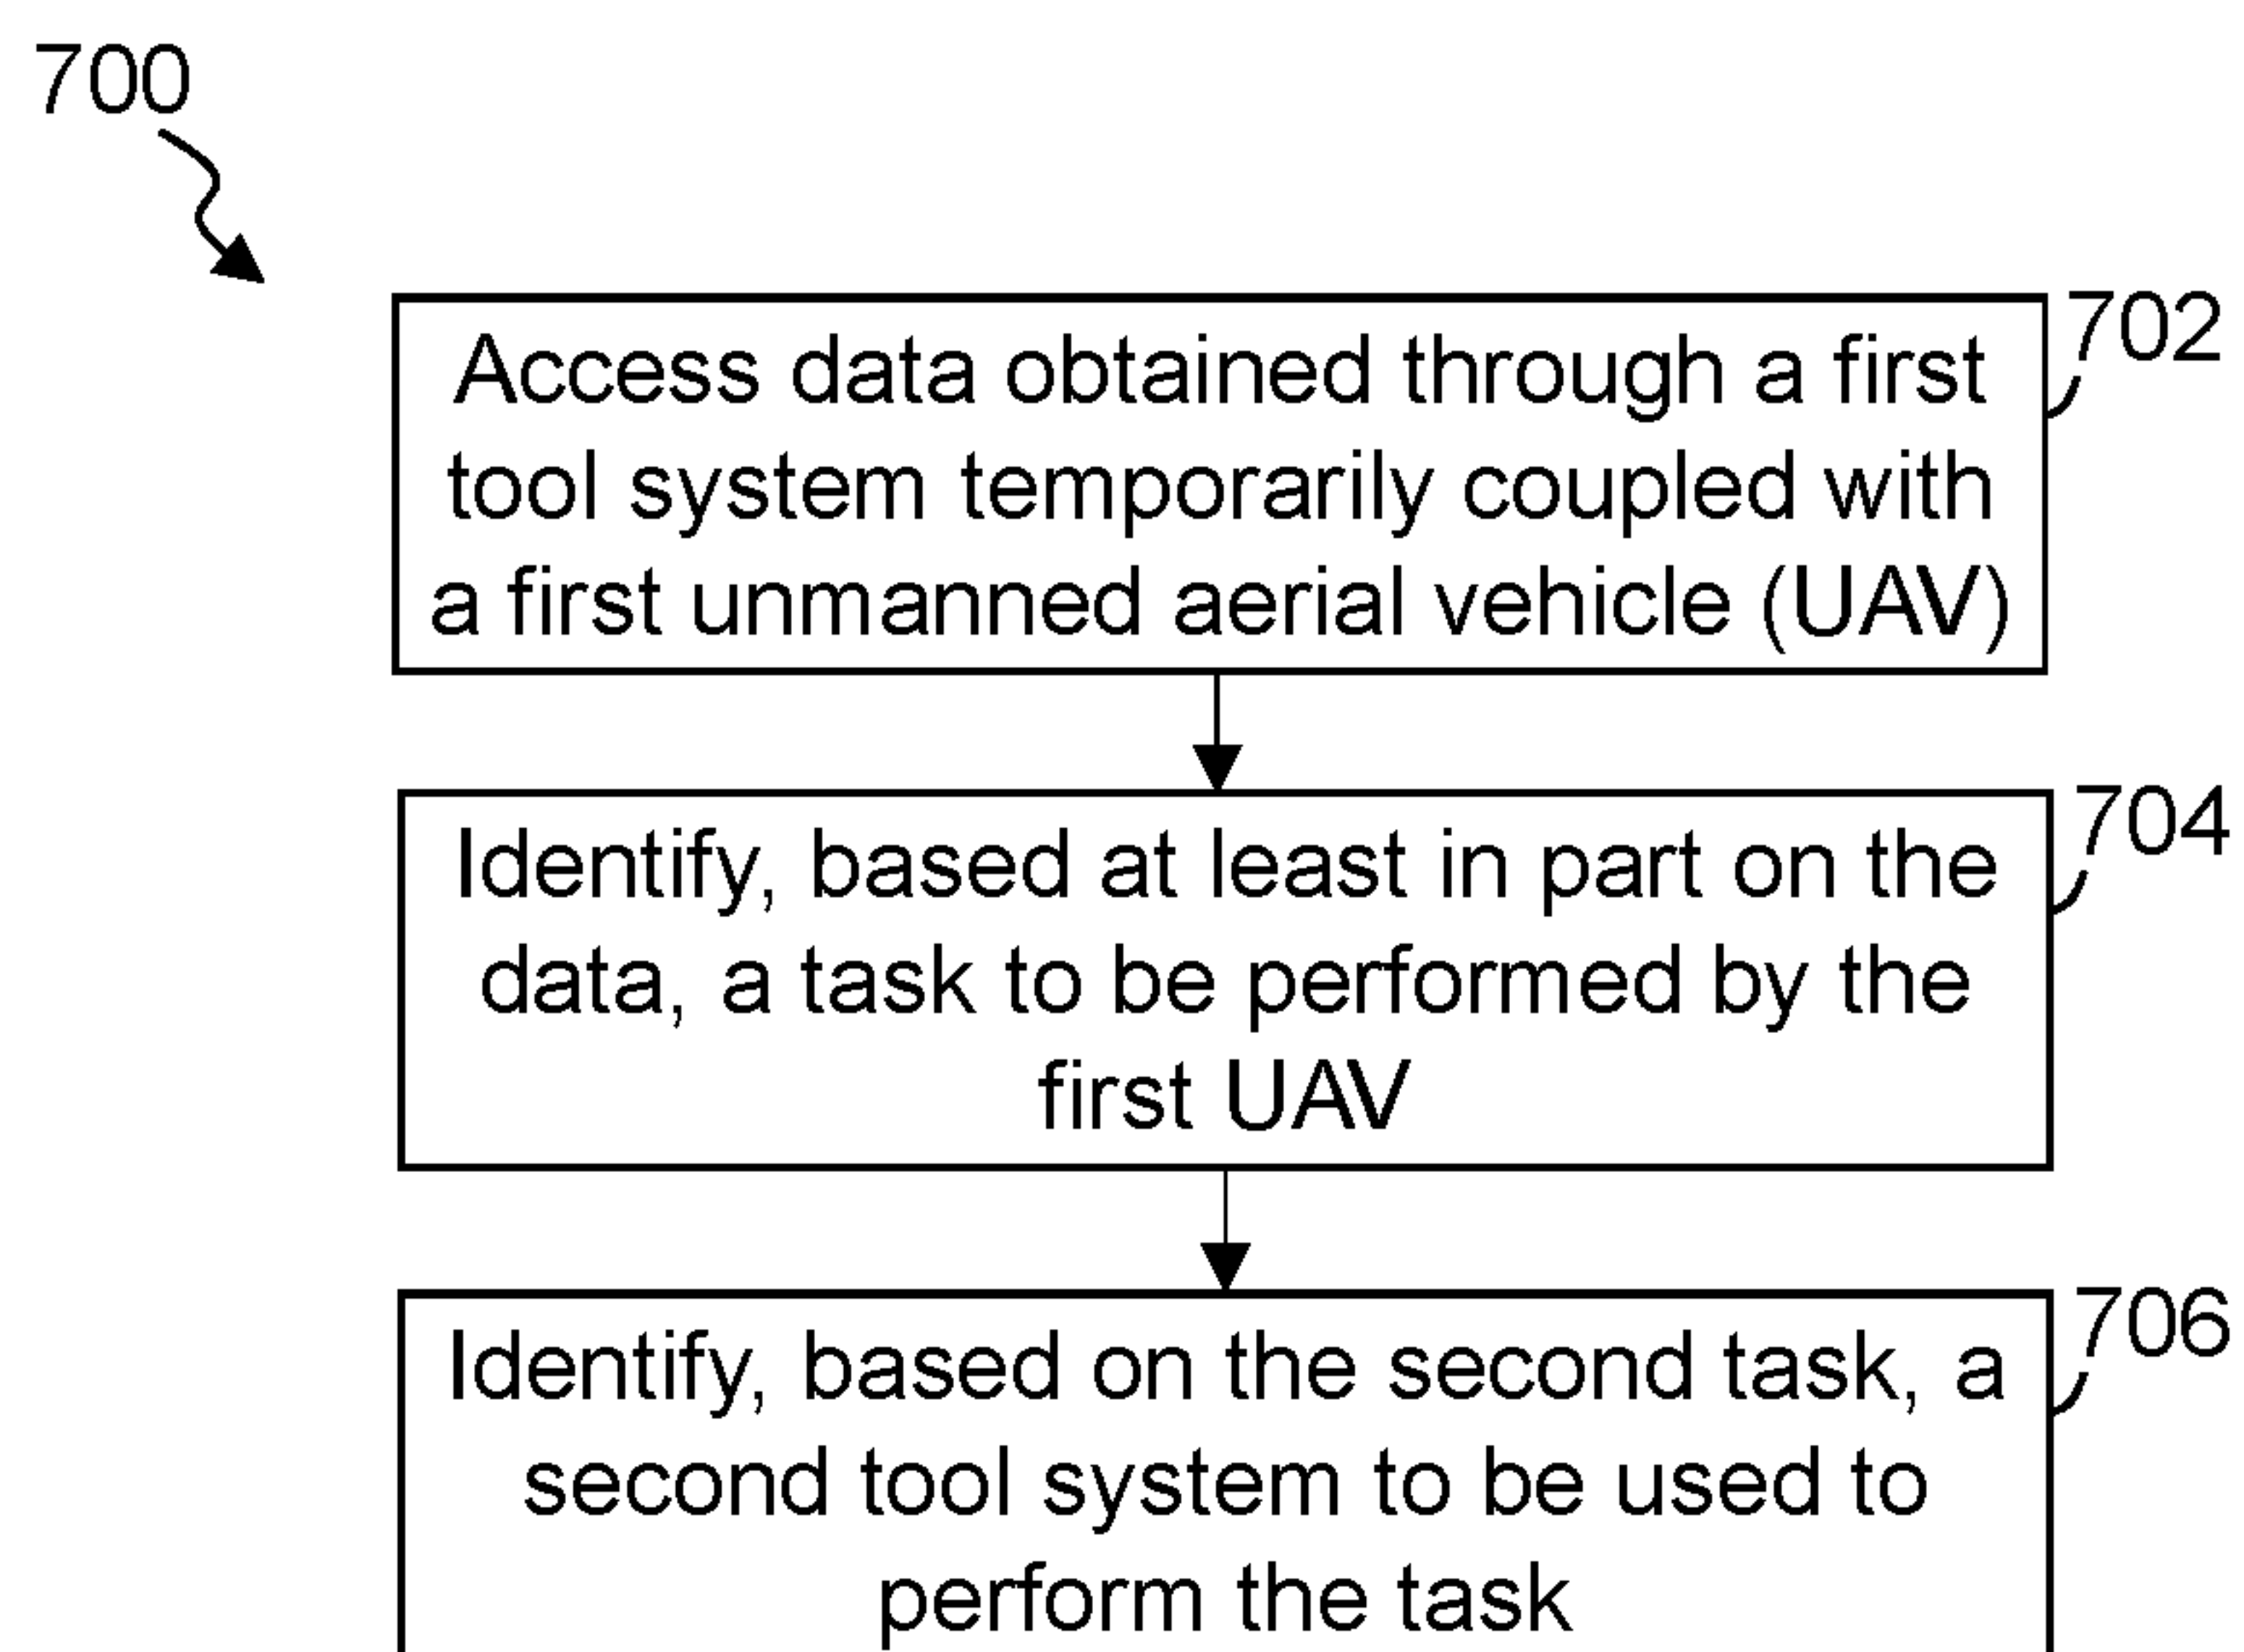 700
702
Access data obtained through a first
tool system temporarily coupled with
a first unmanned aerial vehicle (UAV)
704
Identify, based at least in part on the
data, a task to be performed by the
first UAV
706
Identify, based on the second task, a
second tool system to be used to
perform the task